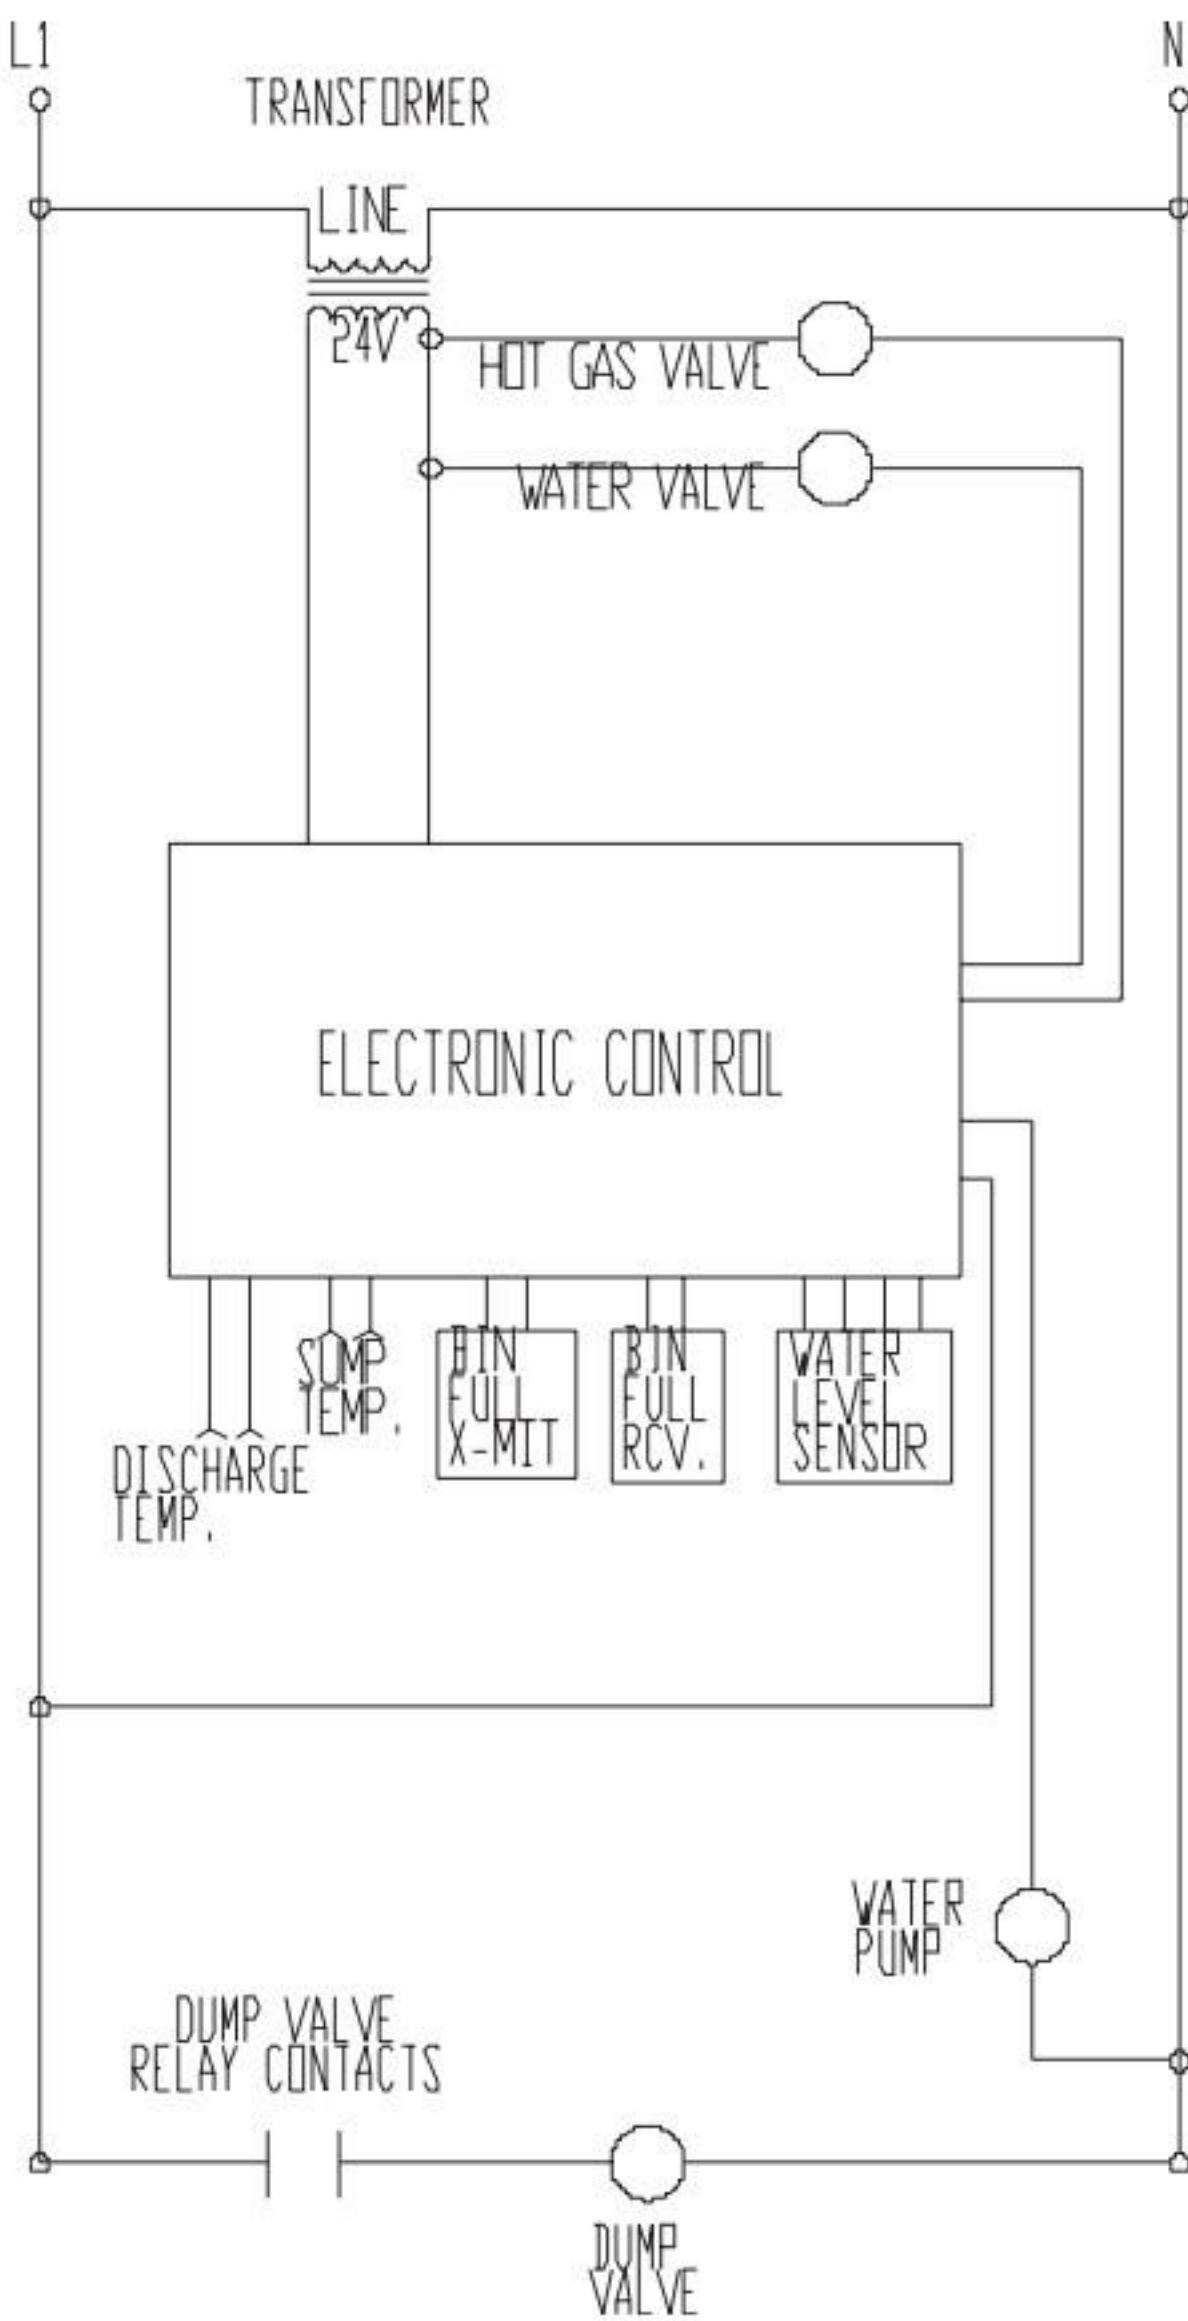 L1
N
TRANSFORMER
LINE
24V
HOT GAS VALVE
WATER VALVE
ELECTRONIC CONTROL
DISCHARGE
TEMP.
SUMP
TEMP.
BIN
FULL
X-MIT
BIN
FULL
RCV.
WATER
LEVEL
SENSOR
WATER
PUMP
DUMP VALVE
RELAY CONTACTS
DUMP
VALVE